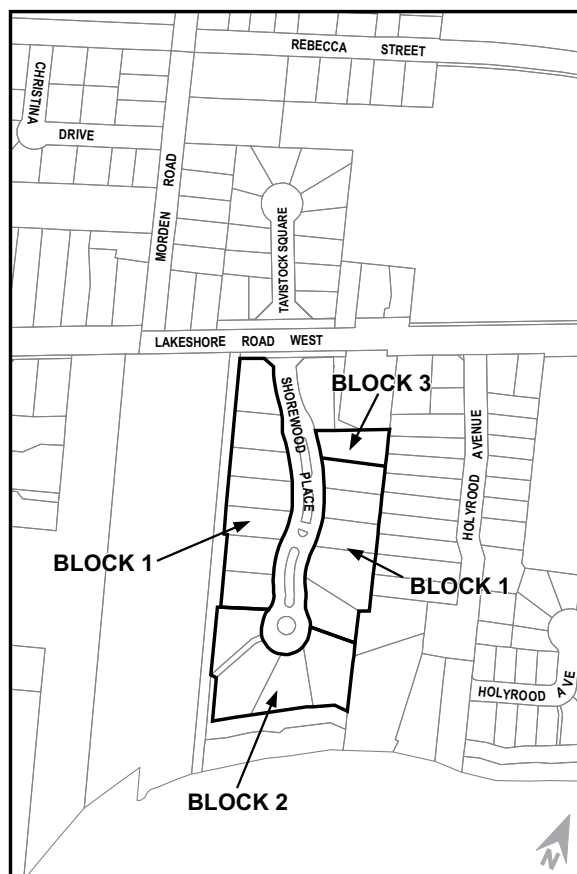 REBECCA STREET
CHRISTINA
DRIVE
MORDEN ROAD
TAVISTOCK SQUARE
LAKESHORE ROAD WEST
SHOREWOOD PLACE
BLOCK 3
HOLYROOD AVENUE
BLOCK 1
BLOCK 1
HOLYROOD AVE
BLOCK 2
N